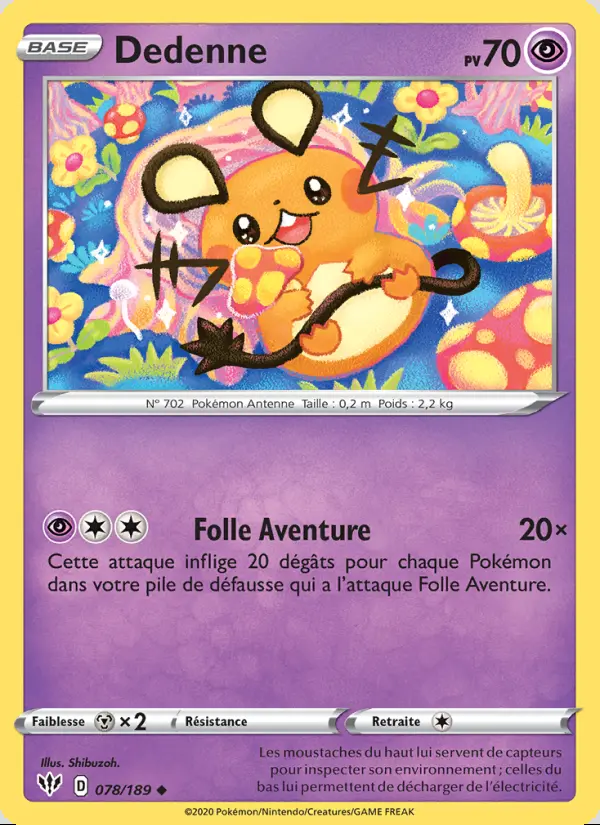 BASE Dedenne PV70
N° 702 Pokémon Antenne Taille : 0,2 m Poids : 2,2 kg
Folle Aventure 20×
Cette attaque inflige 20 dégâts pour chaque Pokémon
dans votre pile de défausse qui a l'attaque Folle Aventure.
Faiblesse ×2 Résistance Retraite
Illus. Shibuzoh.
D 078/189
Les moustaches du haut lui servent de capteurs
pour inspecter son environnement ; celles du
bas lui permettent de décharger de l'électricité.
©2020 Pokémon/Nintendo/Creatures/GAME FREAK